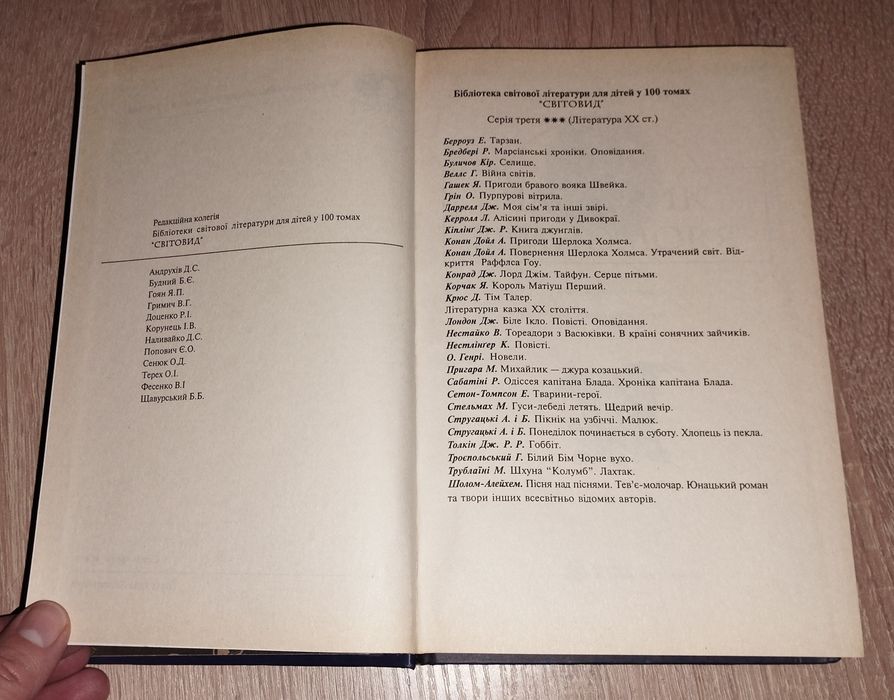 Редакційна колегія
Бібліотеки світової літератури для дітей у 100 томах
"СВІТОВИД"
Андрухів Д.С.
Будний Б.Є.
Гоян Я.П.
Гримич В.Г.
Доценко Р.І.
Корунець І.В.
Наливайко Д.С.
Попович Є.О.
Сенюк О.Д.
Терех О.І.
Фесенко В.І
Щавурський Б.Б.
Бібліотека світової літератури для дітей у 100 томах
"СВІТОВИД"
Серія третя ✷✷✷ (Література XX ст.)
Берроуз Е. Тарзан.
Бредбері Р. Марсіанські хроніки. Оповідання.
Буличов Кір. Селище.
Веллс Г. Війна світів.
Гашек Я. Пригоди бравого вояка Швейка.
Грін О. Пурпурові вітрила.
Даррелл Дж. Моя сім'я та інші звірі.
Керролл Л. Алісині пригоди у Дивокраї.
Кіплінг Дж. Р. Книга джунглів.
Конан Дойл А. Пригоди Шерлока Холмса.
Конан Дойл А. Повернення Шерлока Холмса. Утрачений світ. Від-
криття Раффлса Гоу.
Конрад Дж. Лорд Джім. Тайфун. Серце пітьми.
Корчак Я. Король Матіуш Перший.
Крюс Д. Тім Талер.
Літературна казка XX століття.
Лондон Дж. Біле Ікло. Повісті. Оповідання.
Нестайко В. Тореадори з Васюківки. В країні сонячних зайчиків.
Нестлінґер К. Повісті.
О. Генрі. Новели.
Пригара М. Михайлик — джура козацький.
Сабатіні Р. Одіссея капітана Блада. Хроніка капітана Блада.
Сетон-Томпсон Е. Тварини-герої.
Стельмах М. Гуси-лебеді летять. Щедрий вечір.
Стругацькі А. і Б. Пікнік на узбіччі. Малюк.
Стругацькі А. і Б. Понеділок починається в суботу. Хлопець із пекла.
Толкін Дж. Р. Р. Гоббіт.
Троєпольський Г. Білий Бім Чорне вухо.
Трублаїні М. Шхуна "Колумб". Лахтак.
Шолом-Алейхем. Пісня над піснями. Тев'є-молочар. Юнацький роман
та твори інших всесвітньо відомих авторів.